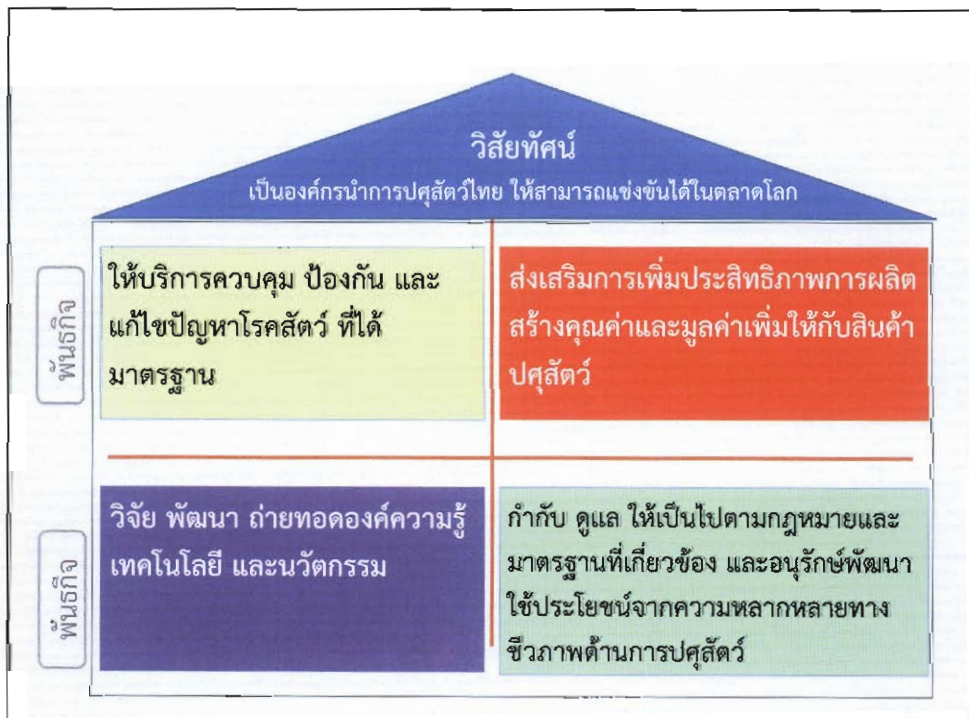 วิสัยทัศน์
เป็นองค์กรนำการปศุสัตว์ไทย ให้สามารถแข่งขันได้ในตลาดโลก
พันธกิจ
ให้บริการควบคุม ป้องกัน และ
แก้ไขปัญหาโรคสัตว์ ที่ได้
มาตรฐาน
ส่งเสริมการเพิ่มประสิทธิภาพการผลิต
สร้างคุณค่าและมูลค่าเพิ่มให้กับสินค้า
ปศุสัตว์
พันธกิจ
วิจัย พัฒนา ถ่ายทอดองค์ความรู้
เทคโนโลยี และนวัตกรรม
กำกับ ดูแล ให้เป็นไปตามกฎหมายและ
มาตรฐานที่เกี่ยวข้อง และอนุรักษ์พัฒนา
ใช้ประโยชน์จากความหลากหลายทาง
ชีวภาพด้านการปศุสัตว์